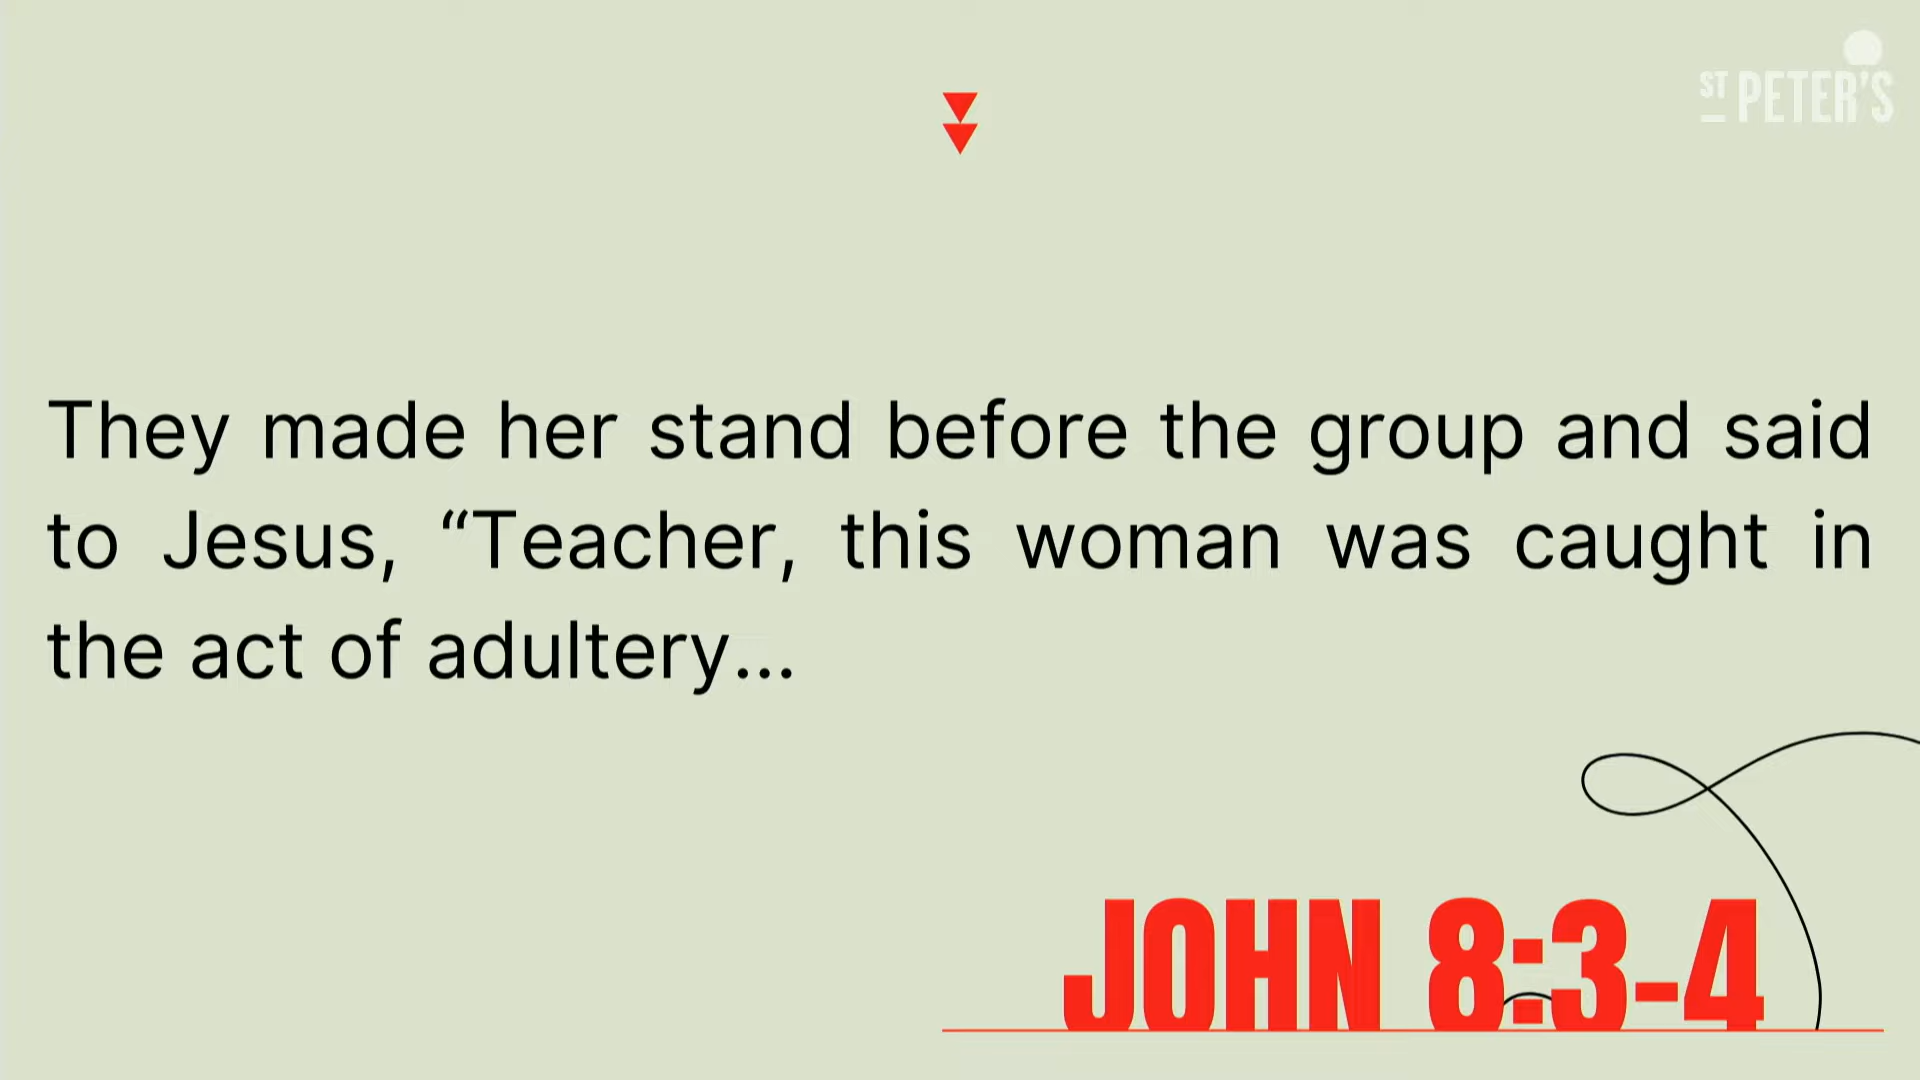 ST PETER'S
They made her stand before the group and said
to Jesus, “Teacher, this woman was caught in
the act of adultery...
JOHN 8:3-4